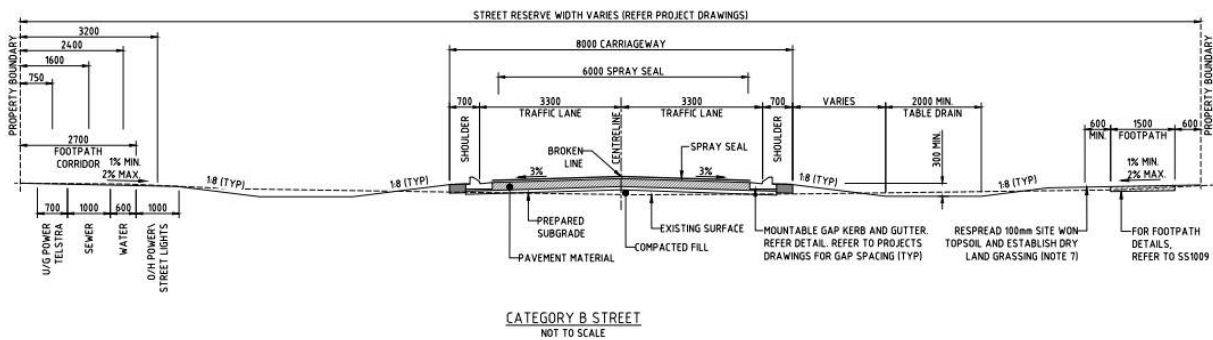 STREET RESERVE WIDTH VARIES (REFER PROJECT DRAWINGS)
PROPERTY BOUNDARY
3200
2400
1600
750
2700
FOOTPATH
CORRIDOR
1% MIN.
2% MAX.
700
1000
600
1000
U/G POWER
TELSTRA
SEWER
WATER
O/H POWER\
STREET LIGHTS
1:8 (TYP)
1:8 (TYP)
8000 CARRIAGEWAY
6000 SPRAY SEAL
700
3300
TRAFFIC LANE
3300
TRAFFIC LANE
700
SHOULDER
BROKEN
LINE
CENTRELINE
SPRAY SEAL
SHOULDER
3%
3%
PREPARED
SUBGRADE
PAVEMENT MATERIAL
EXISTING SURFACE
COMPACTED FILL
MOUNTABLE GAP KERB AND GUTTER.
REFER DETAIL. REFER TO PROJECTS
DRAWINGS FOR GAP SPACING (TYP)
VARIES
2000 MIN.
TABLE DRAIN
300 MIN.
1:8 (TYP)
1:8 (TYP)
600
MIN.
1500
FOOTPATH
600
1% MIN.
2% MAX.
PROPERTY BOUNDARY
RESPREAD 100mm SITE WON
TOPSOIL AND ESTABLISH DRY
LAND GRASSING (NOTE 7)
FOR FOOTPATH
DETAILS,
REFER TO SS1009
CATEGORY B STREET
NOT TO SCALE